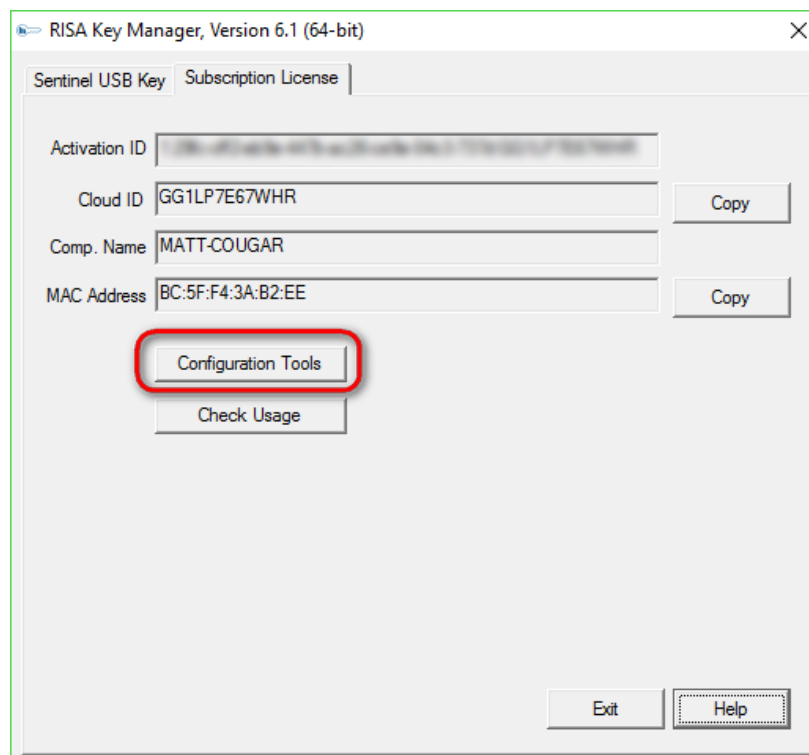 RISA Key Manager, Version 6.1 (64-bit)
Sentinel USB Key Subscription License
Activation ID
Cloud ID GG1LP7E67WHR Copy
Comp. Name MATT-COUGAR
MAC Address BC:5F:F4:3A:B2:EE Copy
Configuration Tools
Check Usage
Exit Help